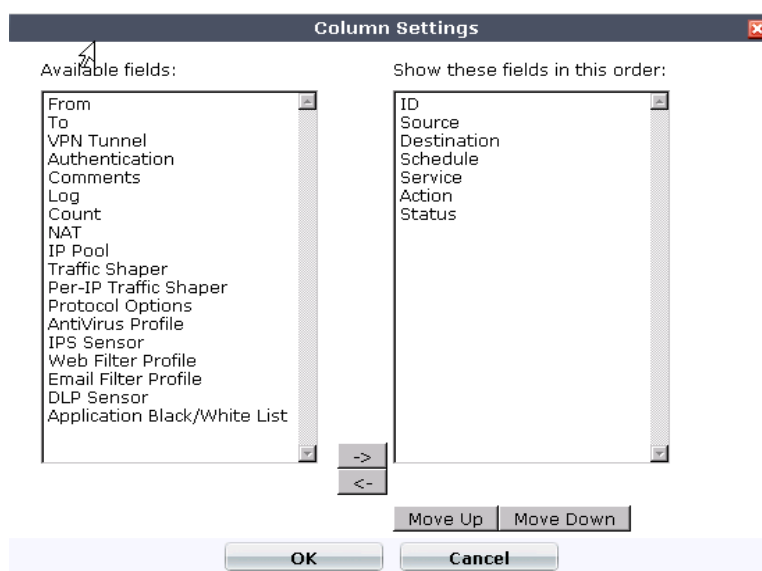 Column Settings
Available fields:
From
To
VPN Tunnel
Authentication
Comments
Log
Count
NAT
IP Pool
Traffic Shaper
Per-IP Traffic Shaper
Protocol Options
AntiVirus Profile
IPS Sensor
Web Filter Profile
Email Filter Profile
DLP Sensor
Application Black/White List
->
<-
Show these fields in this order:
ID
Source
Destination
Schedule
Service
Action
Status
Move Up
Move Down
OK
Cancel